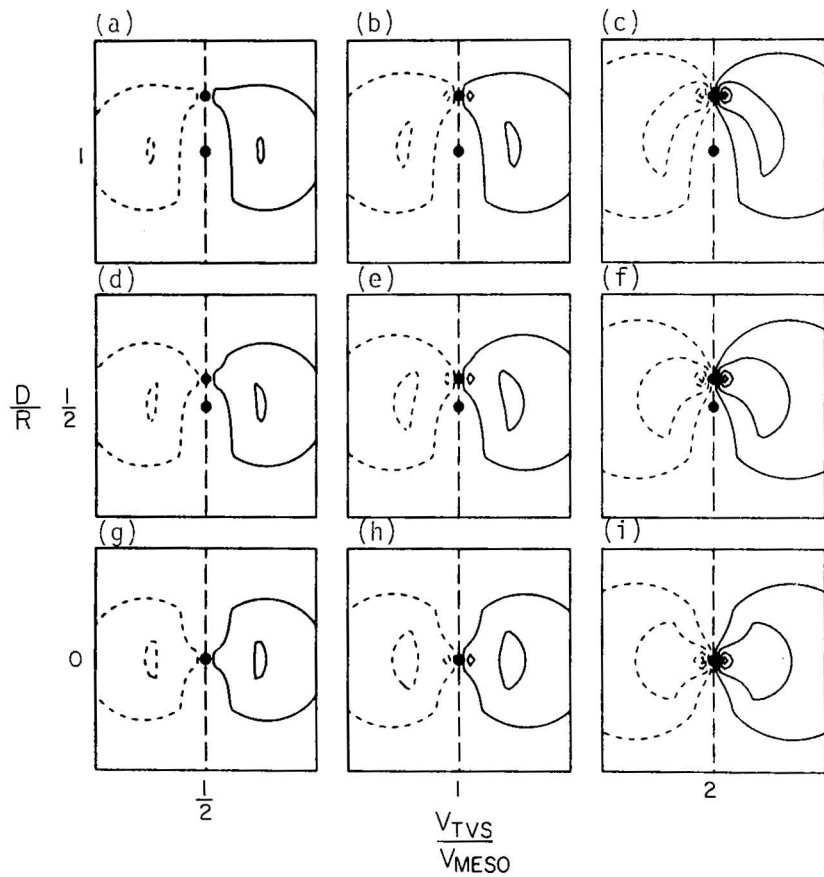 (a) (b) (c)
1
(d) (e) (f)
D/R 1/2
(g) (h) (i)
0
1/2 1 2
V_TVS/V_MESO